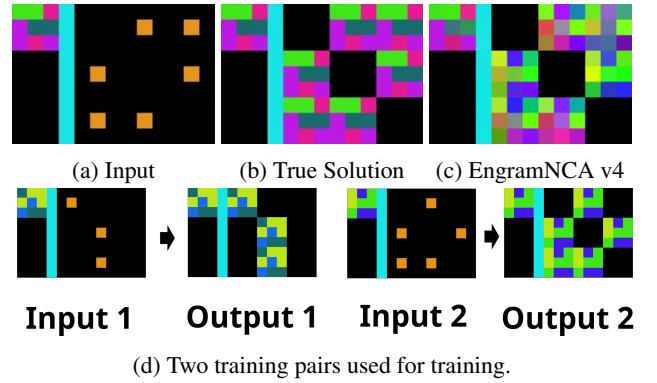 (a) Input (b) True Solution (c) EngramNCA v4
Input 1 Output 1 Input 2 Output 2
(d) Two training pairs used for training.